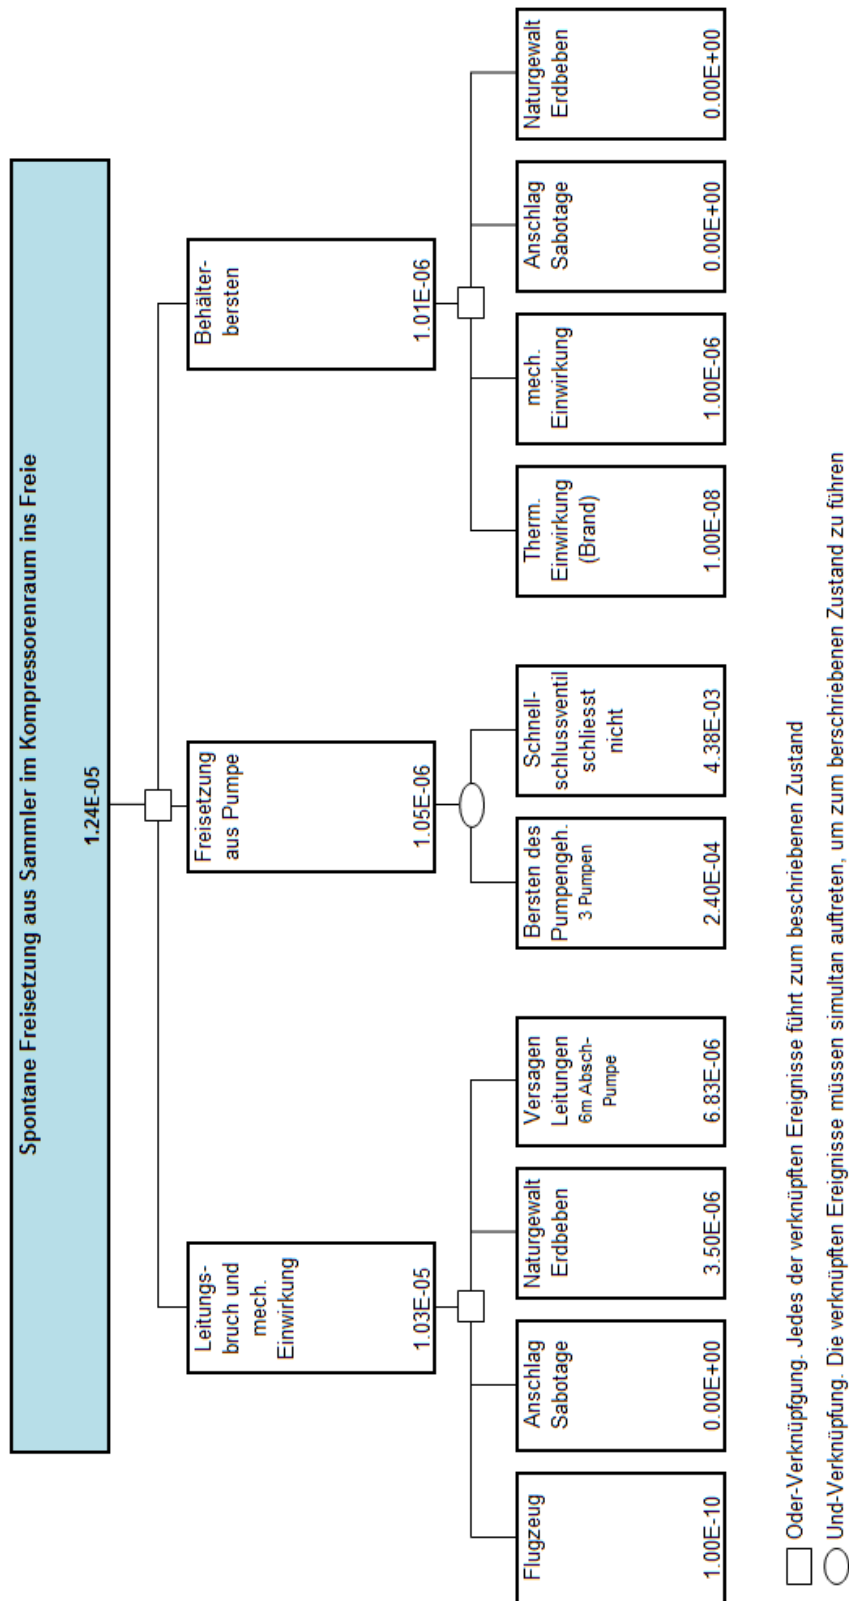 Spontane Freisetzung aus Sammler im Kompressorenraum ins Freie
1.24E-05
Leitungs-
bruch und
mech.
Einwirkung
1.03E-05
Freisetzung
aus Pumpe
1.05E-06
Behälter-
bersten
1.01E-06
Flugzeug
1.00E-10
Anschlag
Sabotage
0.00E+00
Naturgewalt
Erdbeben
3.50E-06
Versagen
Leitungen
6m Absch-
Pumpe
6.83E-06
Bersten des
Pumpengeh.
3 Pumpen
2.40E-04
Schnell-
schlussventil
schliesst
nicht
4.38E-03
Therm.
Einwirkung
(Brand)
1.00E-08
mech.
Einwirkung
1.00E-06
Anschlag
Sabotage
0.00E+00
Naturgewalt
Erdbeben
0.00E+00
Oder-Verknüpfgung. Jedes der verknüpften Ereignisse führt zum beschriebenen Zustand
Und-Verknüpfung. Die verknüpften Ereignisse müssen simultan auftreten, um zum berschriebenen Zustand zu führen